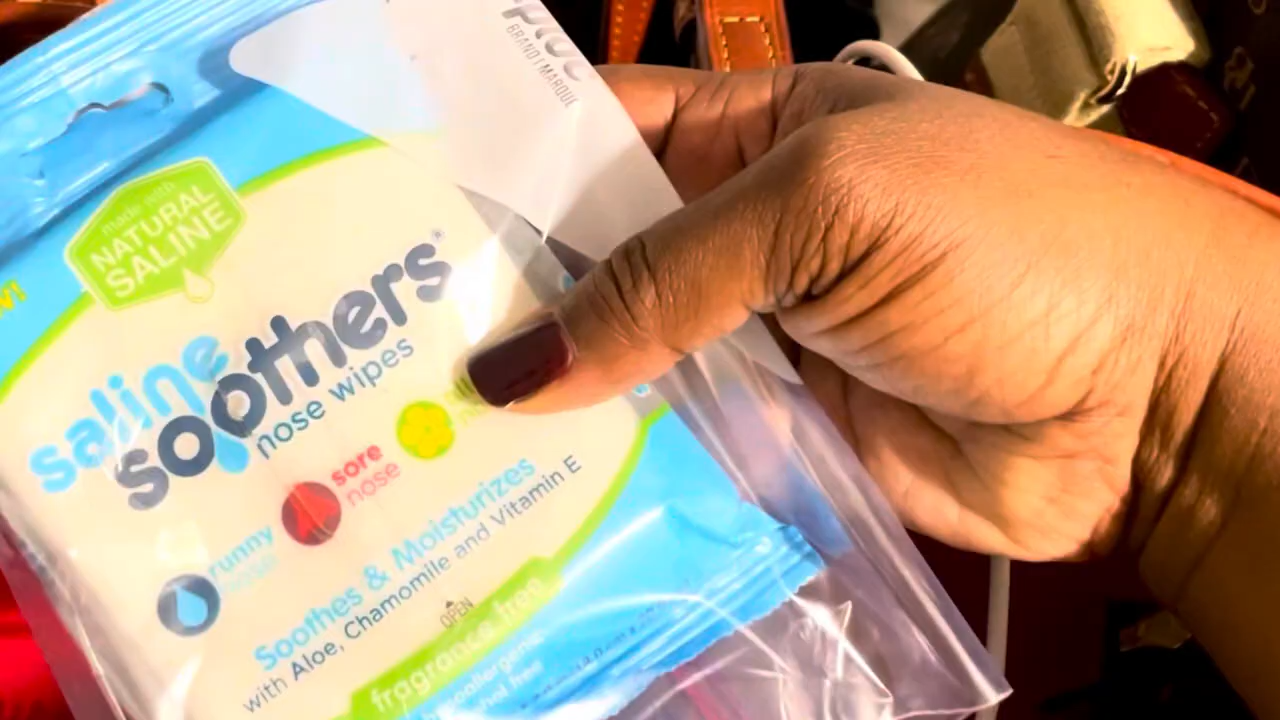 BRAND | MARQUE
made with
NATURAL
SALINE
saline
soothers®
nose wipes
sore
nose
runny
nose
Soothes & Moisturizes
with Aloe, Chamomile and Vitamin E
OPEN
fragrance free